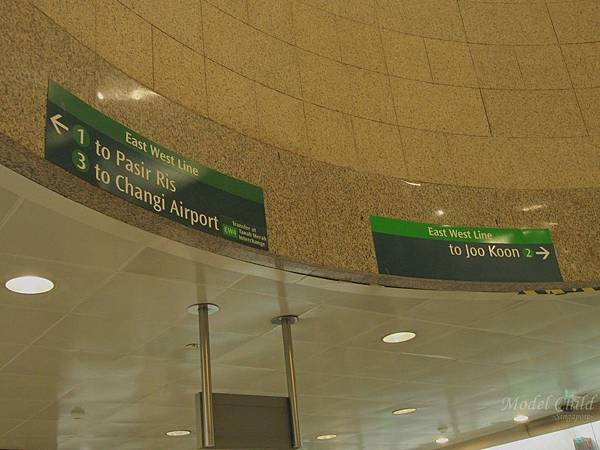 East West Line
1 to Pasir Ris
3 to Changi Airport
Transfer at
EW4 Tanah Merah
Interchange
East West Line
to Joo Koon 2
Model Child
-Singapore-